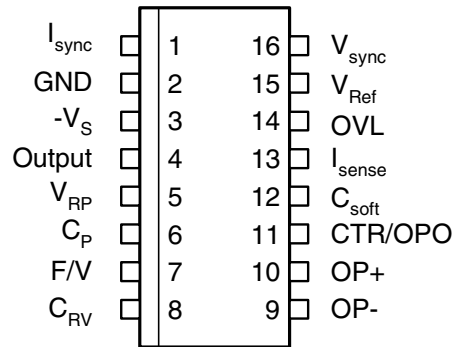 I_sync 1 16 V_sync
GND 2 15 V_Ref
-V_S 3 14 OVL
Output 4 13 I_sense
V_RP 5 12 C_soft
C_P 6 11 CTR/OPO
F/V 7 10 OP+
C_RV 8 9 OP-